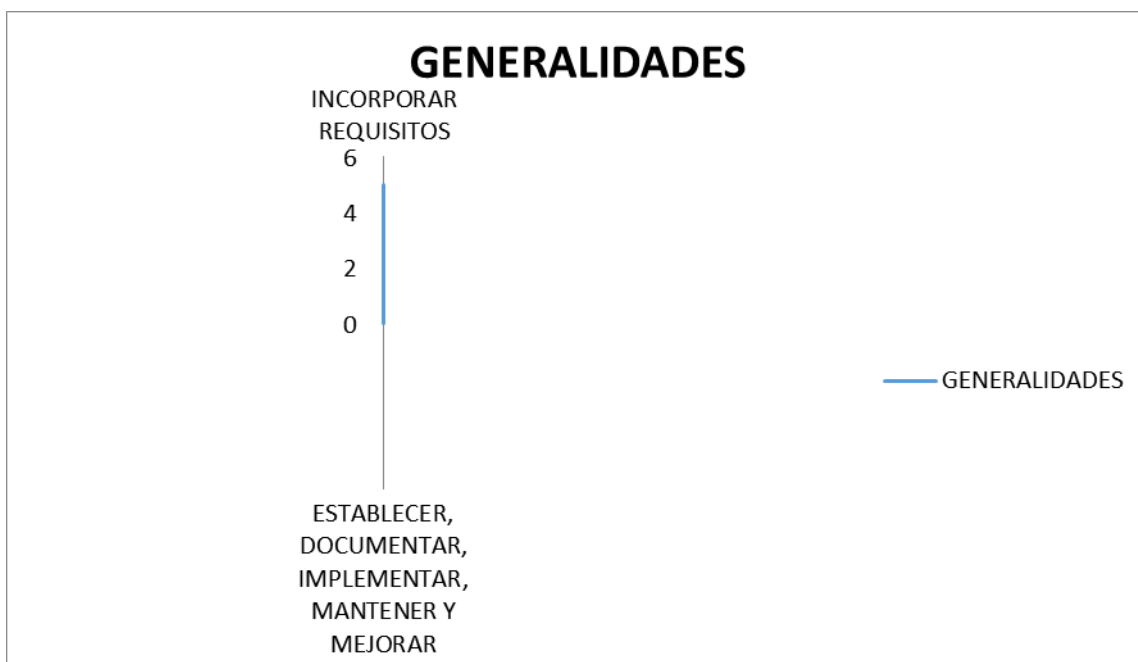 GENERALIDADES
INCORPORAR
REQUISITOS
6
4
2
0
GENERALIDADES
ESTABLECER,
DOCUMENTAR,
IMPLEMENTAR,
MANTENER Y
MEJORAR